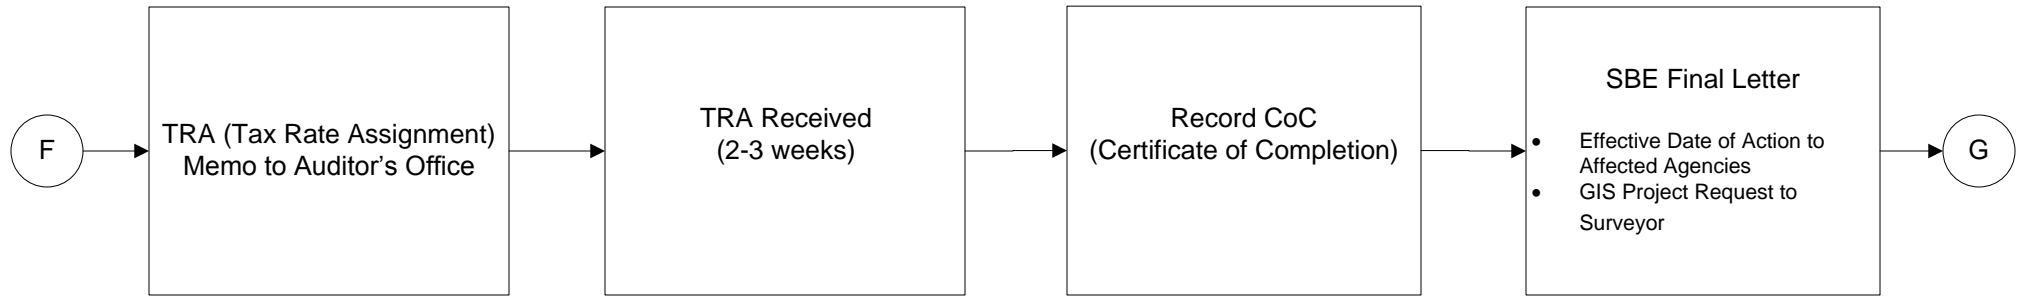 F
TRA (Tax Rate Assignment)
Memo to Auditor’s Office
TRA Received
(2-3 weeks)
Record CoC
(Certificate of Completion)
SBE Final Letter
• Effective Date of Action to
Affected Agencies
• GIS Project Request to
Surveyor
G